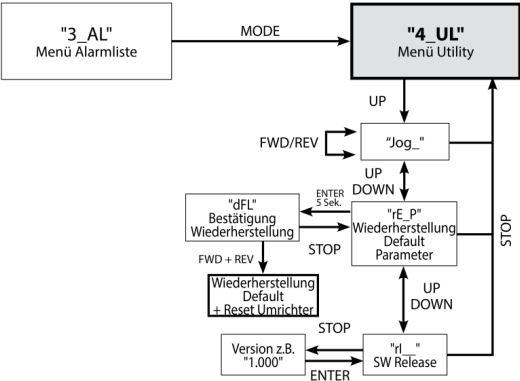 "3_AL"
Menü Alarmliste
MODE
"4_UL"
Menü Utility
UP
FWD/REV
“Jog_"
UP
DOWN
ENTER
5 Sek.
"dFL"
Bestätigung
Wiederherstellung
STOP
"rE_P"
Wiederherstellung
Default
Parameter
STOP
FWD + REV
Wiederherstellung
Default
+ Reset Umrichter
UP
DOWN
STOP
Version z.B.
"1.000"
ENTER
"rl__"
SW Release